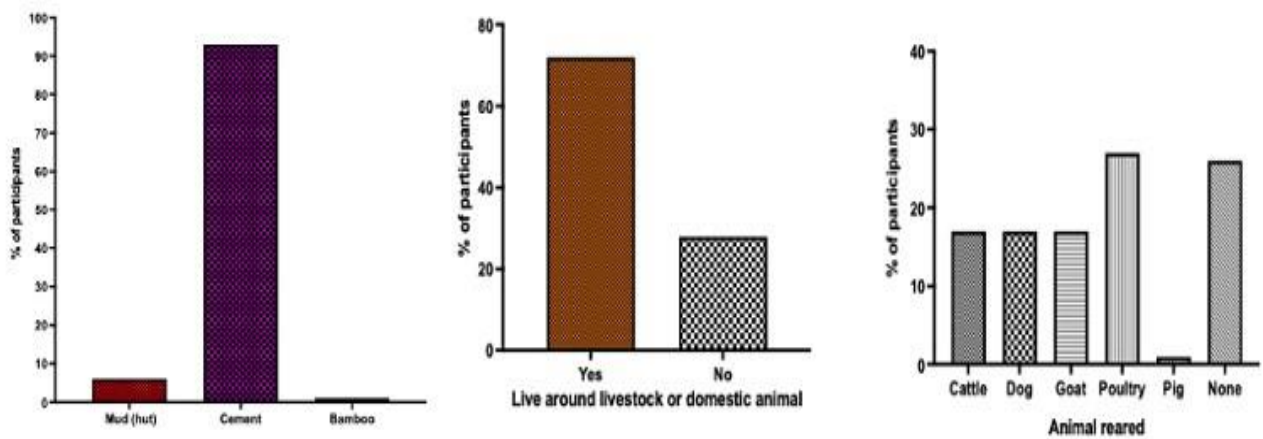 % of participants
100
90
80
70
60
50
40
30
20
10
0
Mud (hut) Cement Bamboo
% of participants
80
60
40
20
0
Yes No
Live around livestock or domestic animal
% of participants
40
30
20
10
0
Cattle Dog Goat Poultry Pig None
Animal reared